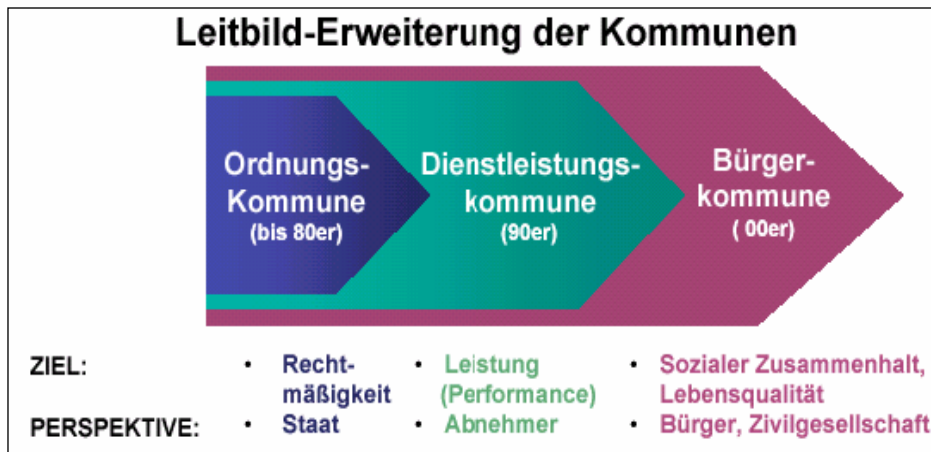 Leitbild-Erweiterung der Kommunen
Ordnungs-
Kommune
(bis 80er)
Dienstleistungs-
kommune
(90er)
Bürger-
kommune
( 00er)
ZIEL: • Recht- • Leistung • Sozialer Zusammenhalt,
mäßigkeit (Performance) Lebensqualität
PERSPEKTIVE: • Staat • Abnehmer • Bürger, Zivilgesellschaft